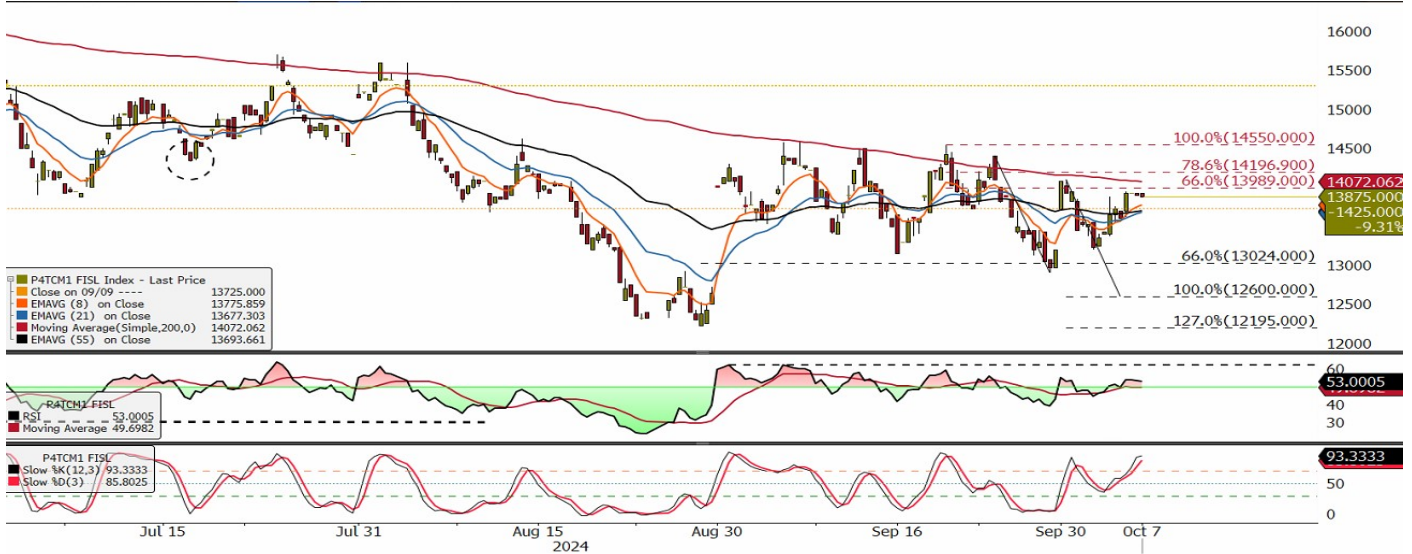 16000
15500
15000
100.0%(14550.000)
14500
78.6%(14196.900)
66.0%(13989.000)
14072.062
13875.000
-1425.000
-9.31%
66.0%(13024.000)
13000
100.0%(12600.000)
12500
127.0%(12195.000)
12000
P4TCM1 FISL Index - Last Price
Close on 09/09 ---- 13725.000
EMAVG (8) on Close 13775.859
EMAVG (21) on Close 13677.303
Moving Average(Simple,200,0) 14072.062
EMAVG (55) on Close 13693.661
60
53.0005
40
30
P4TCM1 FISL
RSI 53.0005
Moving Average 49.6982
P4TCM1 FISL
Slow %K(12,3) 93.3333
Slow %D(3) 85.8025
93.3333
50
0
Jul 15 Jul 31 Aug 15 Aug 30 Sep 16 Sep 30 Oct 7
2024